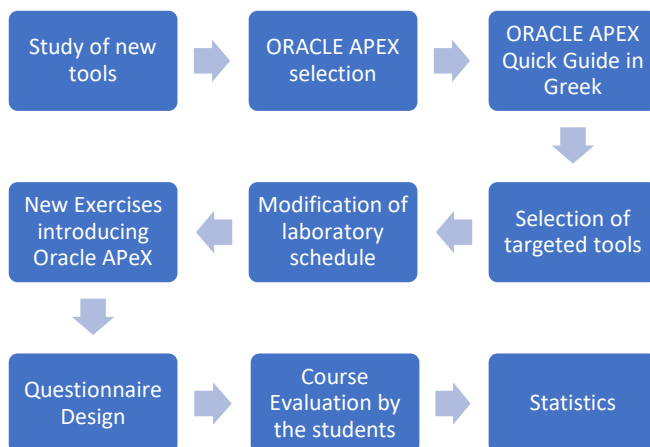 Study of new
tools
ORACLE APEX
selection
ORACLE APEX
Quick Guide in
Greek
Selection of
targeted tools
Modification of
laboratory
schedule
New Exercises
introducing
Oracle APeX
Questionnaire
Design
Course
Evaluation by
the students
Statistics